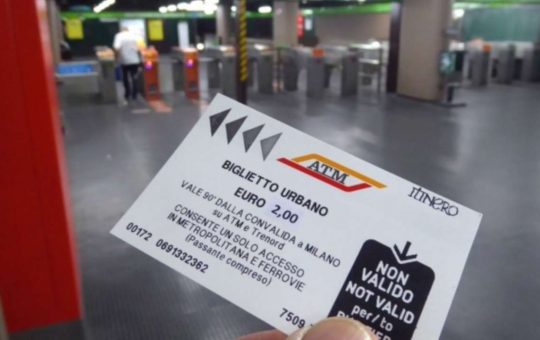 ATM
ITINERO
BIGLIETTO URBANO
EURO 2,00
VALE 90' DALLA CONVALIDA a MILANO
su ATM e Trenord
CONSENTE UN SOLO ACCESSO
IN METROPOLITANA E FERROVIE
(Passante compreso)
00172 0691332362
7509
NON
VALIDO
NOT VALID
per/to